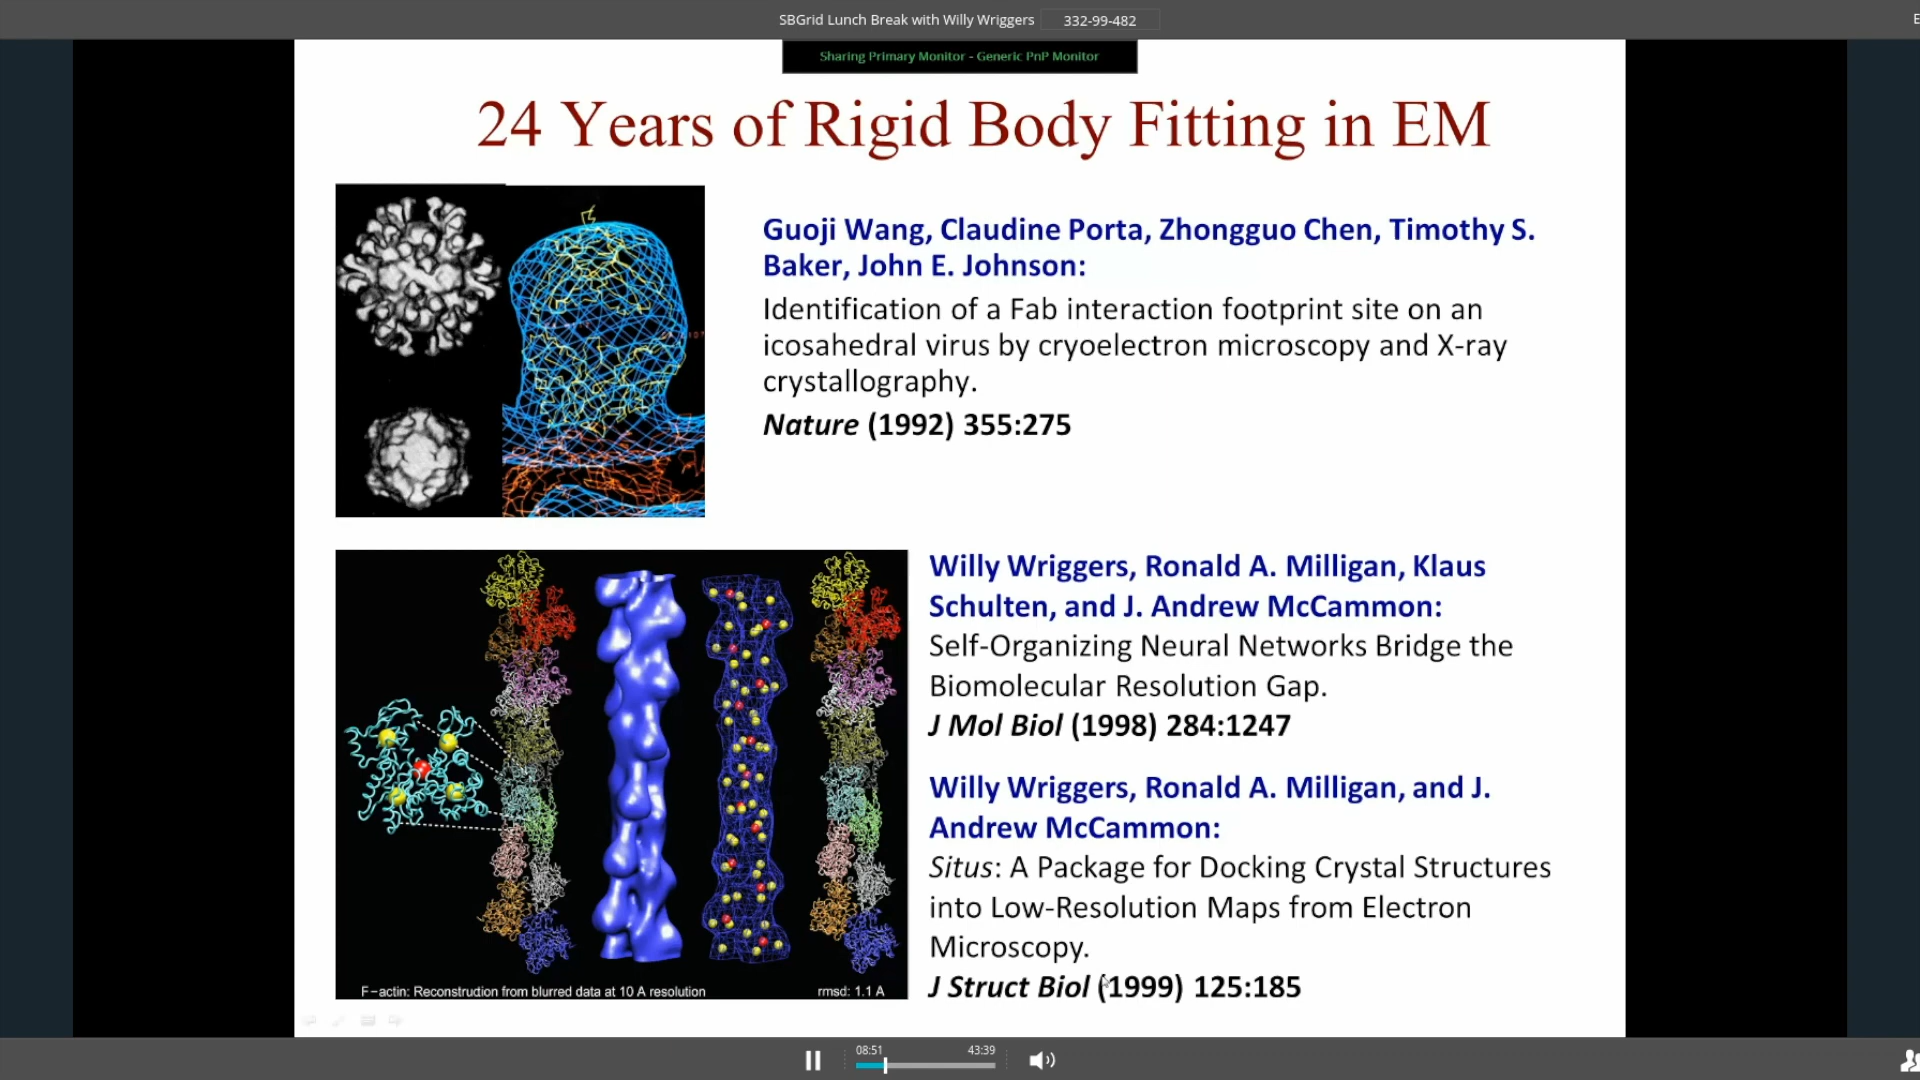 SBGrid Lunch Break with Willy Wriggers 332-99-482
Sharing Primary Monitor - Generic PnP Monitor
24 Years of Rigid Body Fitting in EM
Guoji Wang, Claudine Porta, Zhongguo Chen, Timothy S.
Baker, John E. Johnson:
Identification of a Fab interaction footprint site on an
icosahedral virus by cryoelectron microscopy and X-ray
crystallography.
Nature (1992) 355:275
Willy Wriggers, Ronald A. Milligan, Klaus
Schulten, and J. Andrew McCammon:
Self-Organizing Neural Networks Bridge the
Biomolecular Resolution Gap.
J Mol Biol (1998) 284:1247
Willy Wriggers, Ronald A. Milligan, and J.
Andrew McCammon:
Situs: A Package for Docking Crystal Structures
into Low-Resolution Maps from Electron
Microscopy.
J Struct Biol (1999) 125:185
F-actin: Reconstruction from blurred data at 10 A resolution rmsd: 1.1 A
08:51 43:39